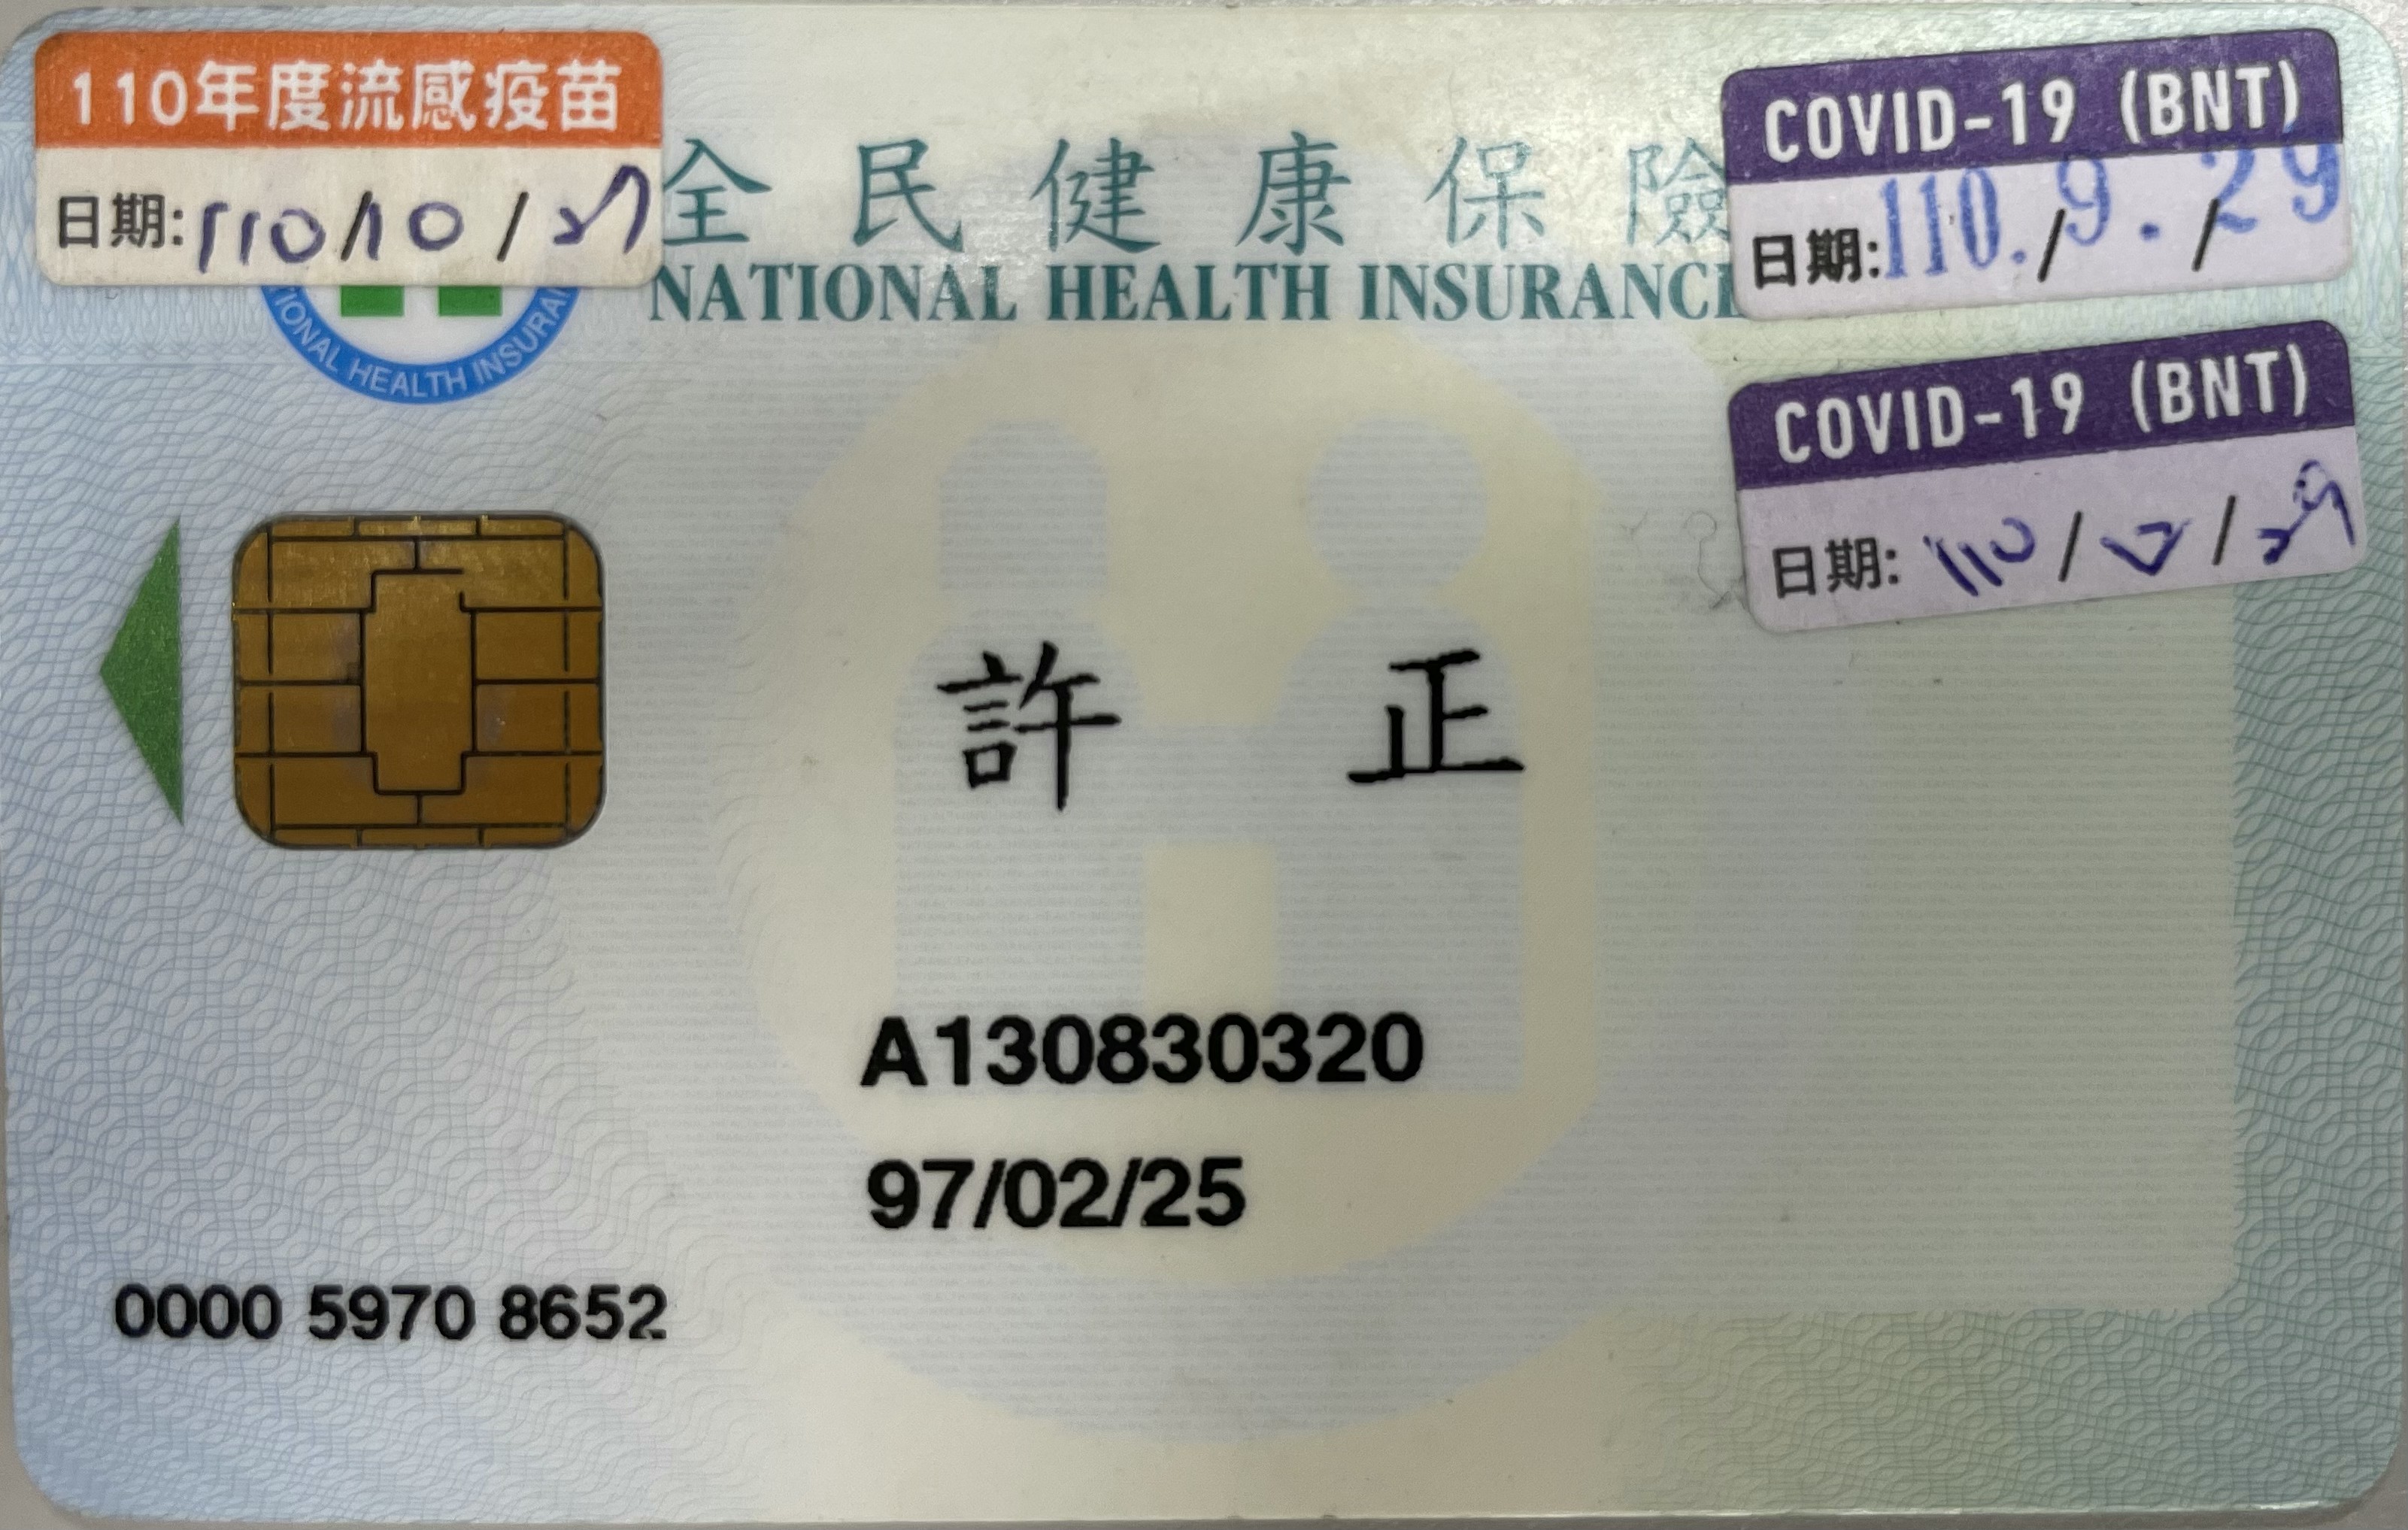 110年度流感疫苗
日期:110/10/27
全民健康保險
NATIONAL HEALTH INSURANCE
IONAL HEALTH INSURAN
COVID-19 (BNT)
日期:110./9./29
COVID-19 (BNT)
日期: 110/12/29
許 正
A130830320
97/02/25
0000 5970 8652